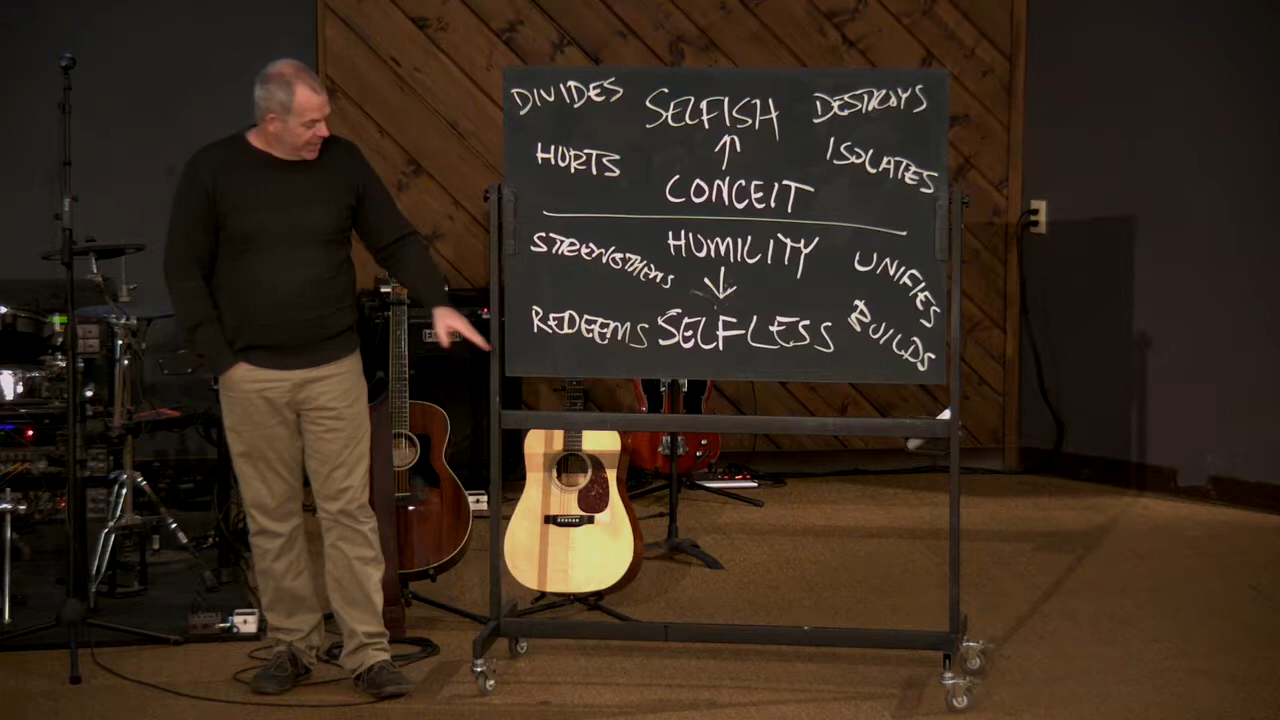 DIVIDES SELFISH DESTROYS
HURTS ↑ ISOLATES
CONCEIT
STRENGTHENS HUMILITY UNIFIES
↓
REDEEMS SELFLESS BUILDS